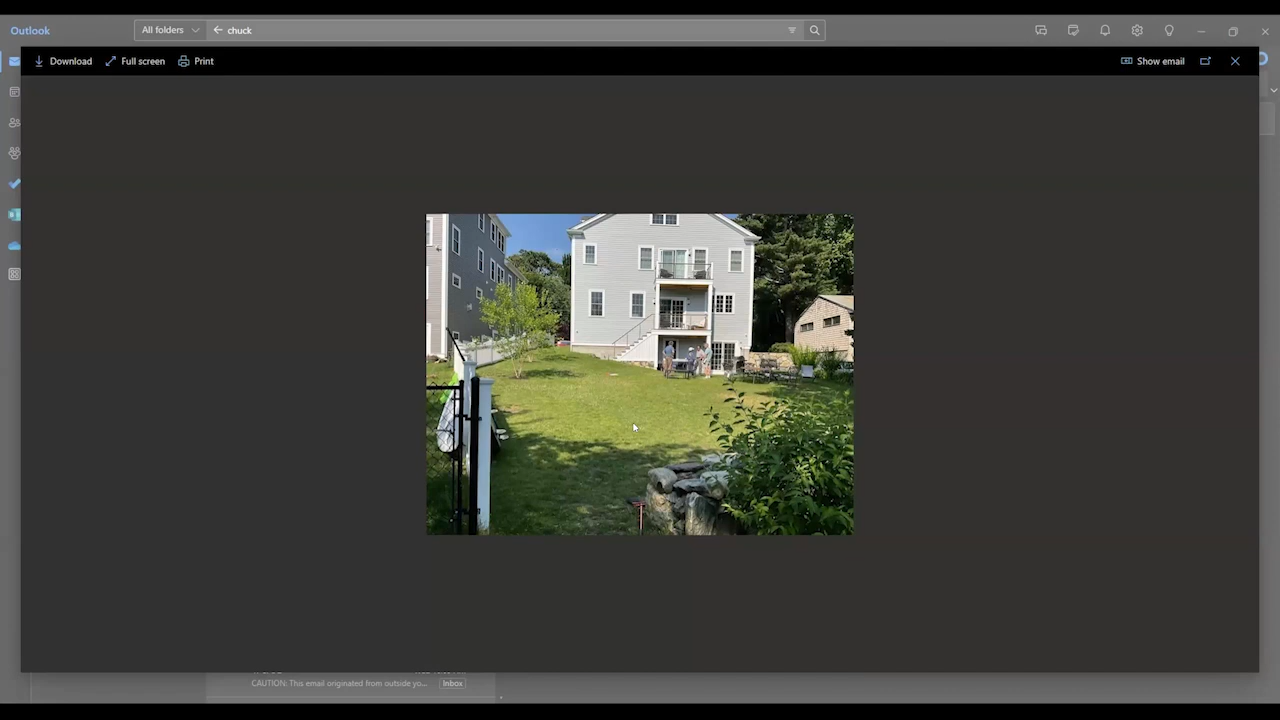 Outlook
All folders
chuck
Download
Full screen
Print
Show email
CAUTION: This email originated from outside yo...
Inbox